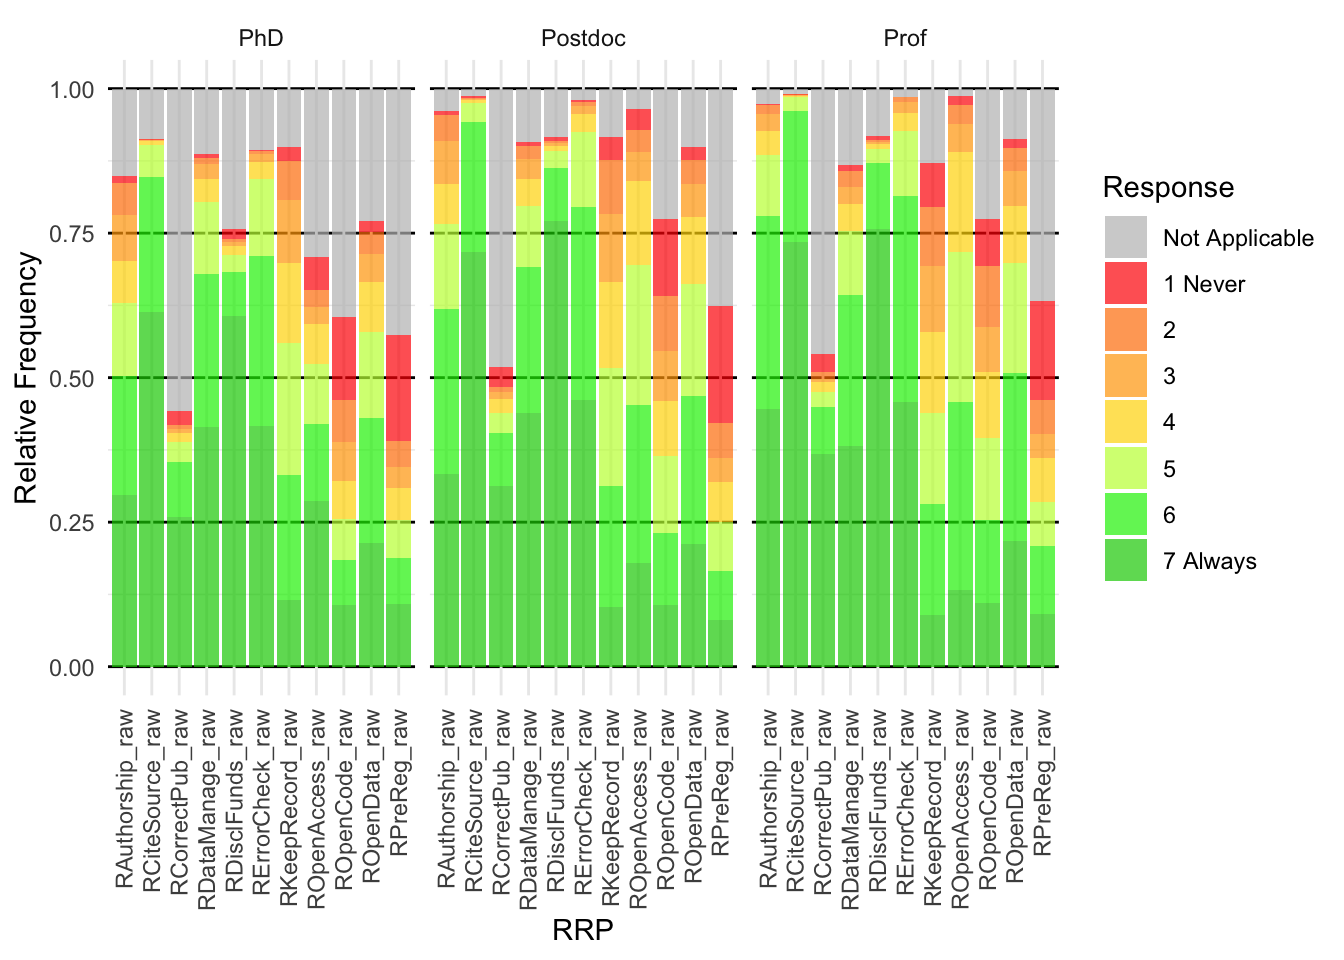 PhD
Postdoc
Prof
1.00
0.75
0.50
0.25
0.00
Relative Frequency
RAuthorship_raw
RCiteSource_raw
RCorrectPub_raw
RDataManage_raw
RDisclFunds_raw
RErrorCheck_raw
RKeepRecord_raw
ROpenAccess_raw
ROpenCode_raw
ROpenData_raw
RPreReg_raw
RAuthorship_raw
RCiteSource_raw
RCorrectPub_raw
RDataManage_raw
RDisclFunds_raw
RErrorCheck_raw
RKeepRecord_raw
ROpenAccess_raw
ROpenCode_raw
ROpenData_raw
RPreReg_raw
RAuthorship_raw
RCiteSource_raw
RCorrectPub_raw
RDataManage_raw
RDisclFunds_raw
RErrorCheck_raw
RKeepRecord_raw
ROpenAccess_raw
ROpenCode_raw
ROpenData_raw
RPreReg_raw
RRP
Response
Not Applicable
1 Never
2
3
4
5
6
7 Always